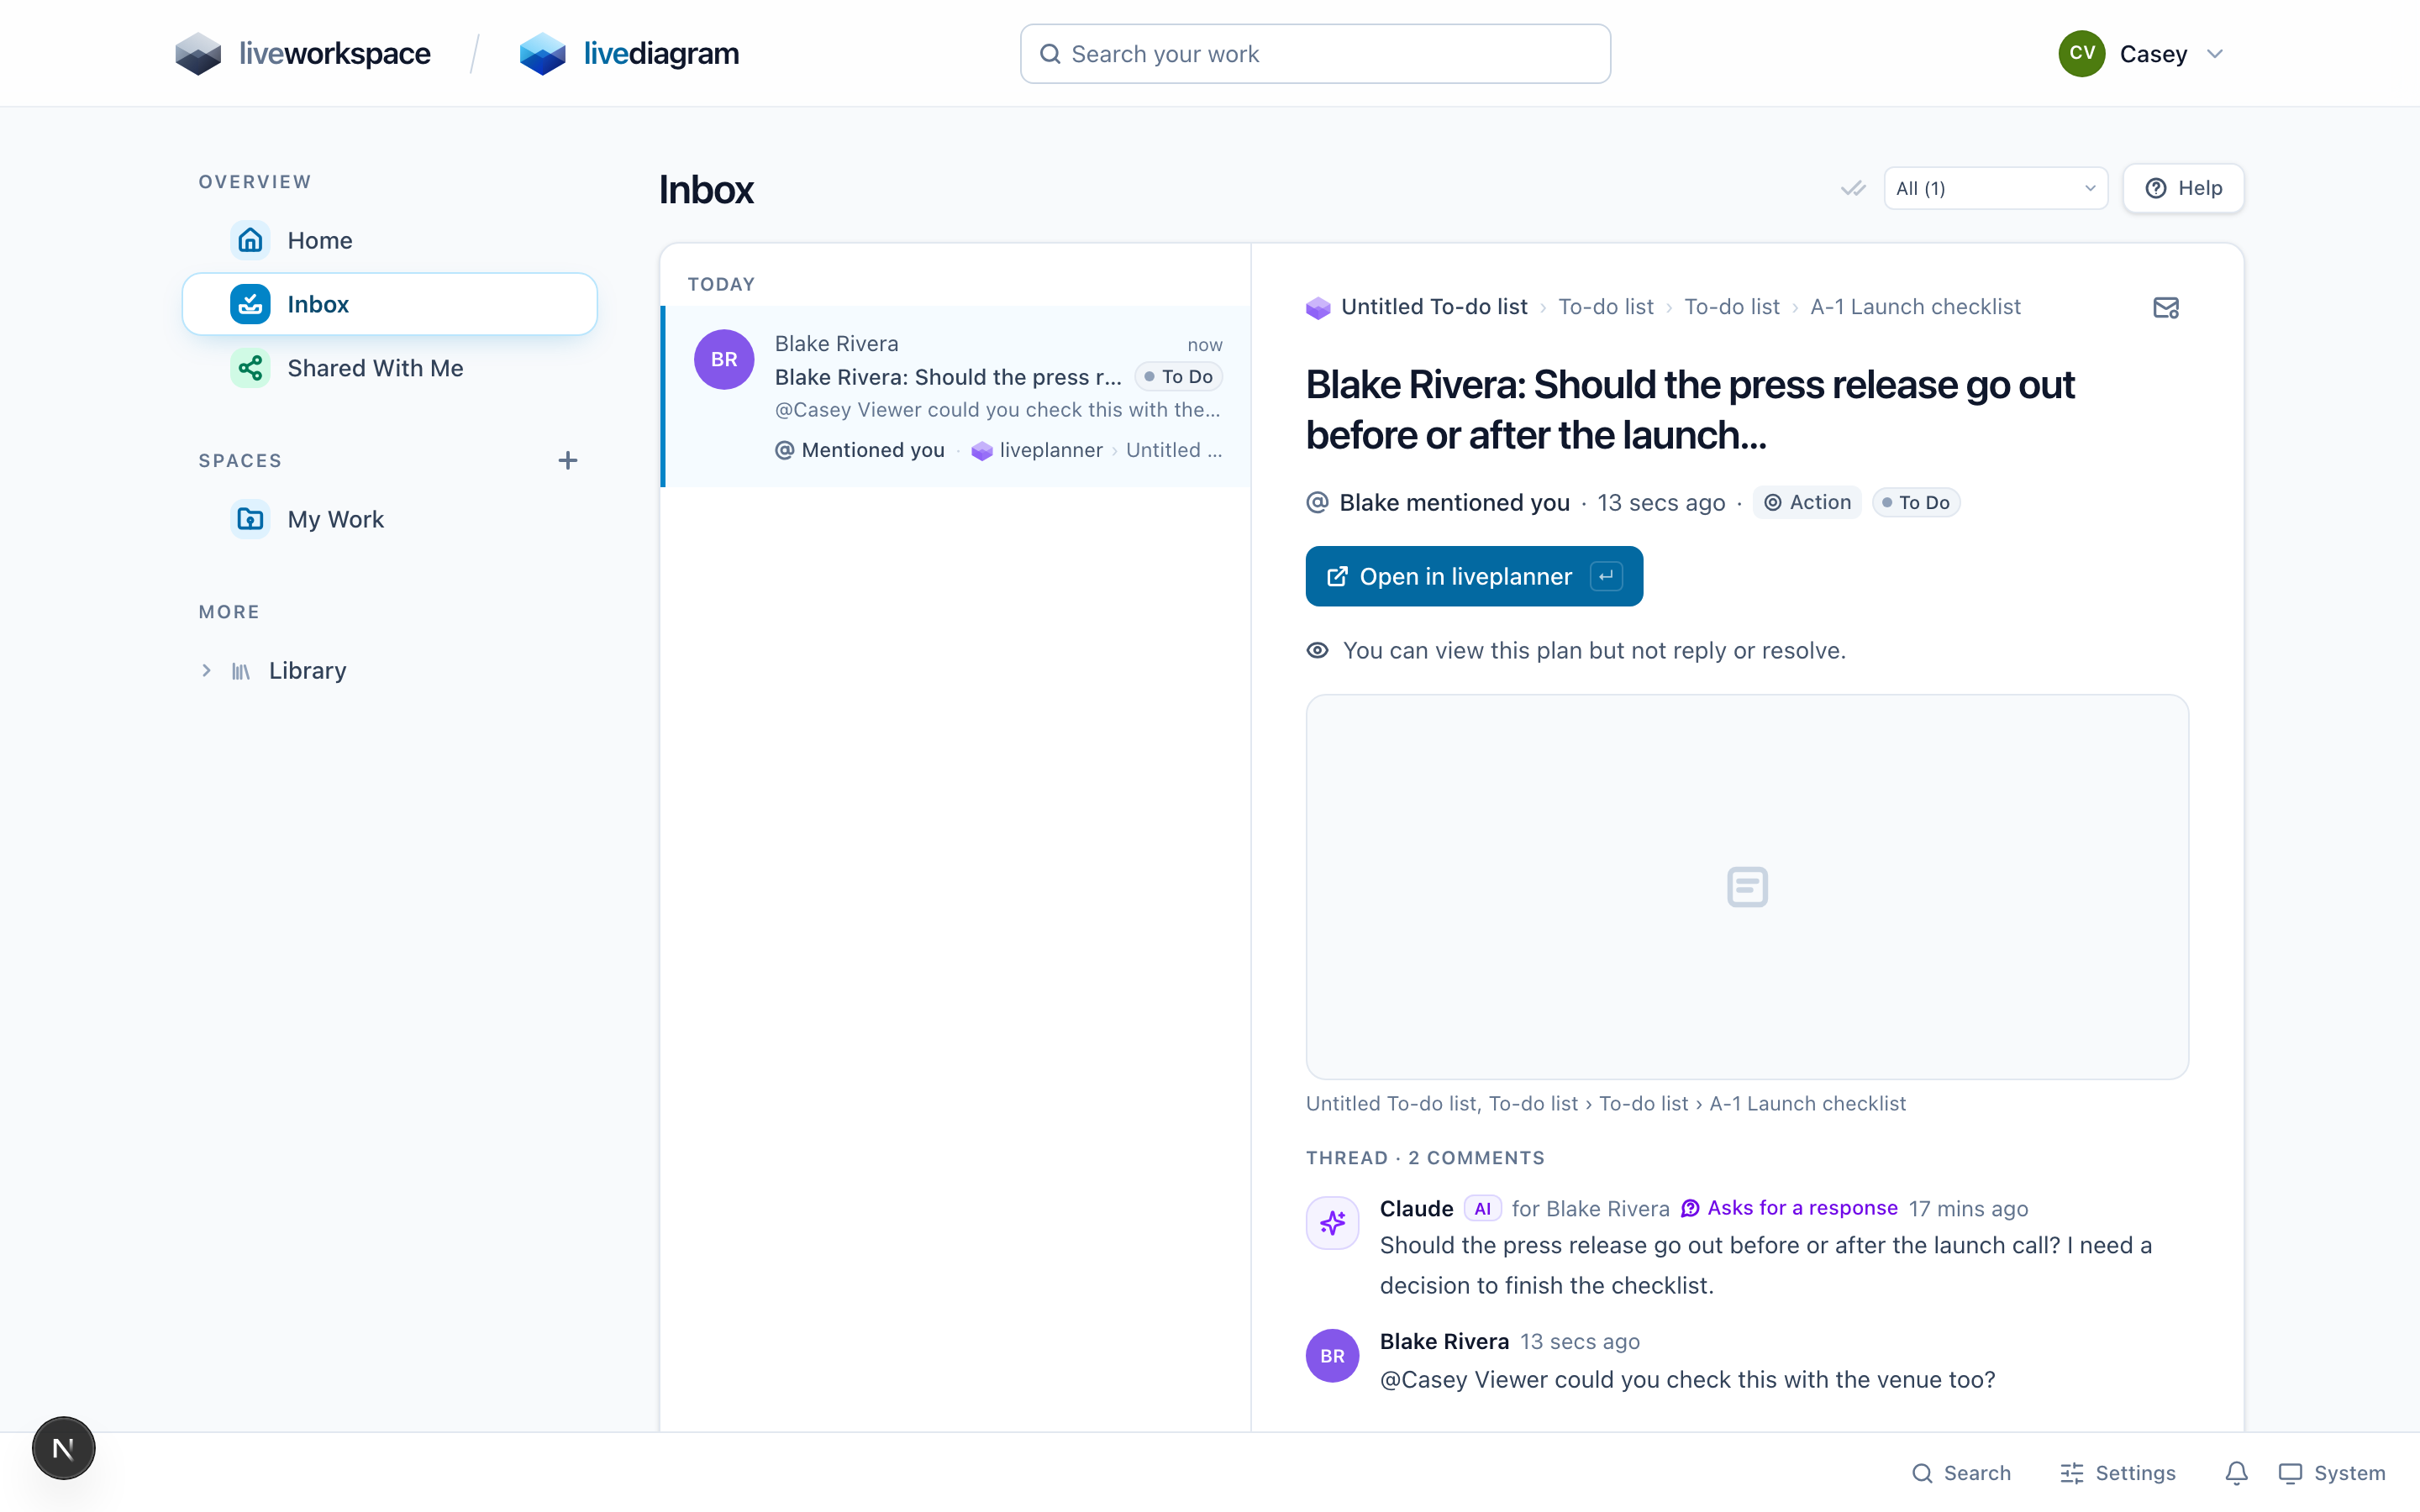 liveworkspace / livediagram
Search your work
CV Casey
OVERVIEW
Home
Inbox
Shared With Me
SPACES
My Work
MORE
Library
Inbox
All (1)
Help
TODAY
BR
Blake Rivera now
Blake Rivera: Should the press r... To Do
@Casey Viewer could you check this with the...
@ Mentioned you · liveplanner › Untitled ...
Untitled To-do list › To-do list › To-do list › A-1 Launch checklist
Blake Rivera: Should the press release go out
before or after the launch...
@ Blake mentioned you · 13 secs ago · Action To Do
Open in liveplanner ↵
You can view this plan but not reply or resolve.
Untitled To-do list, To-do list › To-do list › A-1 Launch checklist
THREAD · 2 COMMENTS
Claude AI for Blake Rivera Asks for a response 17 mins ago
Should the press release go out before or after the launch call? I need a
decision to finish the checklist.
BR Blake Rivera 13 secs ago
@Casey Viewer could you check this with the venue too?
N
Search
Settings
System